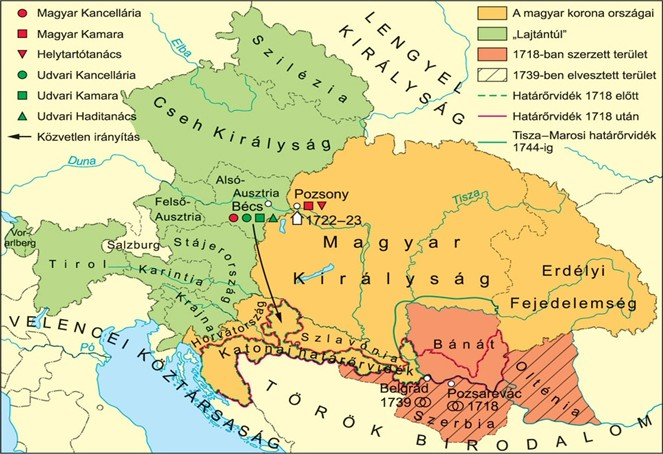 Magyar Kancellária
Magyar Kamara
Helytartótanács
Udvari Kancellária
Udvari Kamara
Udvari Haditanács
Közvetlen irányítás
A magyar korona országai
„Lajtántúl”
1718-ban szerzett terület
1739-ben elvesztett terület
Határőrvidék 1718 előtt
Határőrvidék 1718 után
Tisza–Marosi határőrvidék
1744-ig
Elba
Szilézia
LENGYEL
KIRÁLYSÁG
Cseh Királyság
Duna
Alsó-
Ausztria
Bécs
Pozsony
1722–23
Tisza
Felső-
Ausztria
Vor-
arlberg
Salzburg
Stájerország
Tirol
Karintia
Krajna
Magyar
Királyság
Erdélyi
Fejedelemség
Horvátország
Szlavónia
Katonai határőrvidék
Bánát
VELENCEI KÖZTÁRSASÁG
Pó
Belgrád
1739
Pozsarevác
1718
Szerbia
Olténia
TÖRÖK BIRODALOM